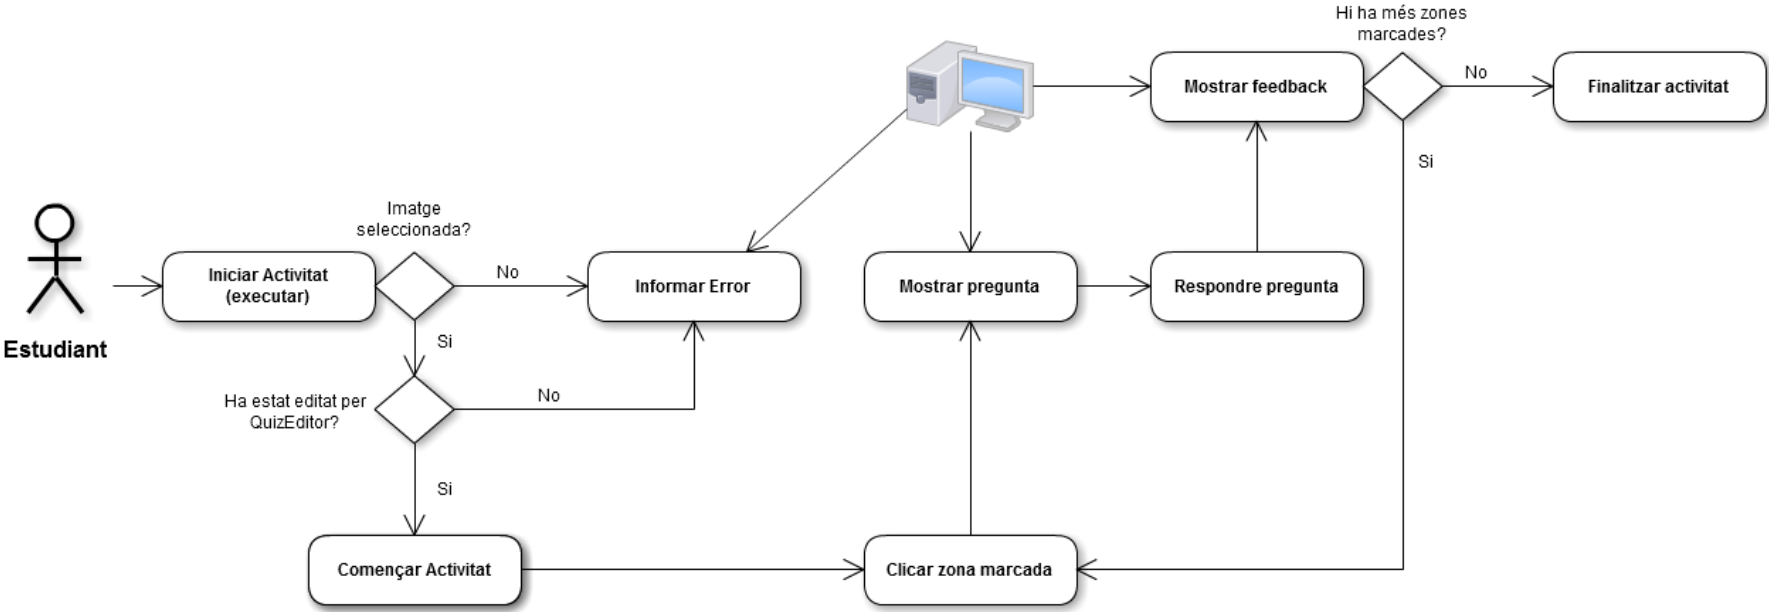 Hi ha més zones
marcades?
Mostrar feedback
No
Finalitzar activitat
Si
Imatge
seleccionada?
Iniciar Activitat
(executar)
No
Informar Error
Mostrar pregunta
Respondre pregunta
Estudiant
Si
Ha estat editat per
QuizEditor?
No
Si
Començar Activitat
Clicar zona marcada